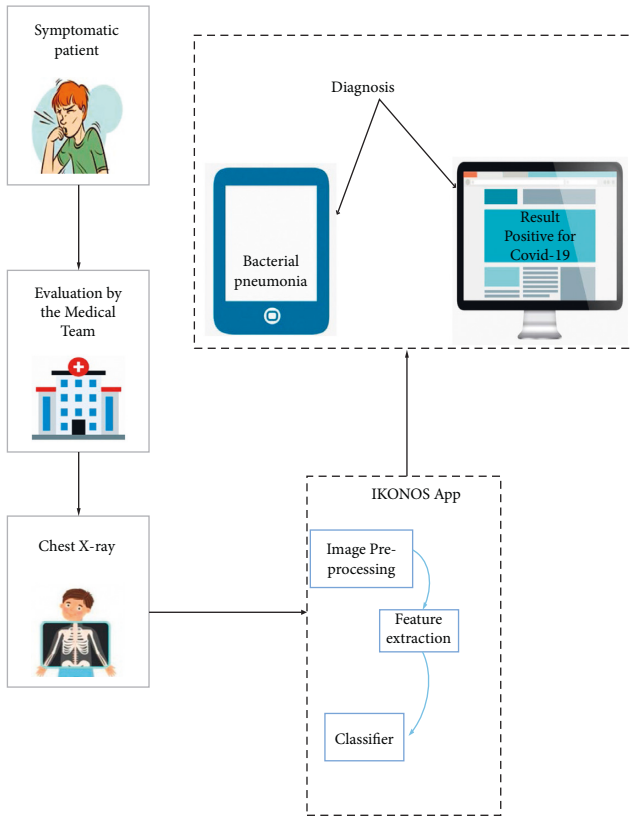 Symptomatic
patient
Evaluation by
the Medical
Team
Chest X-ray
IKONOS App
Image Pre-
processing
Feature
extraction
Classifier
Diagnosis
Bacterial
pneumonia
Result
Positive for
Covid-19